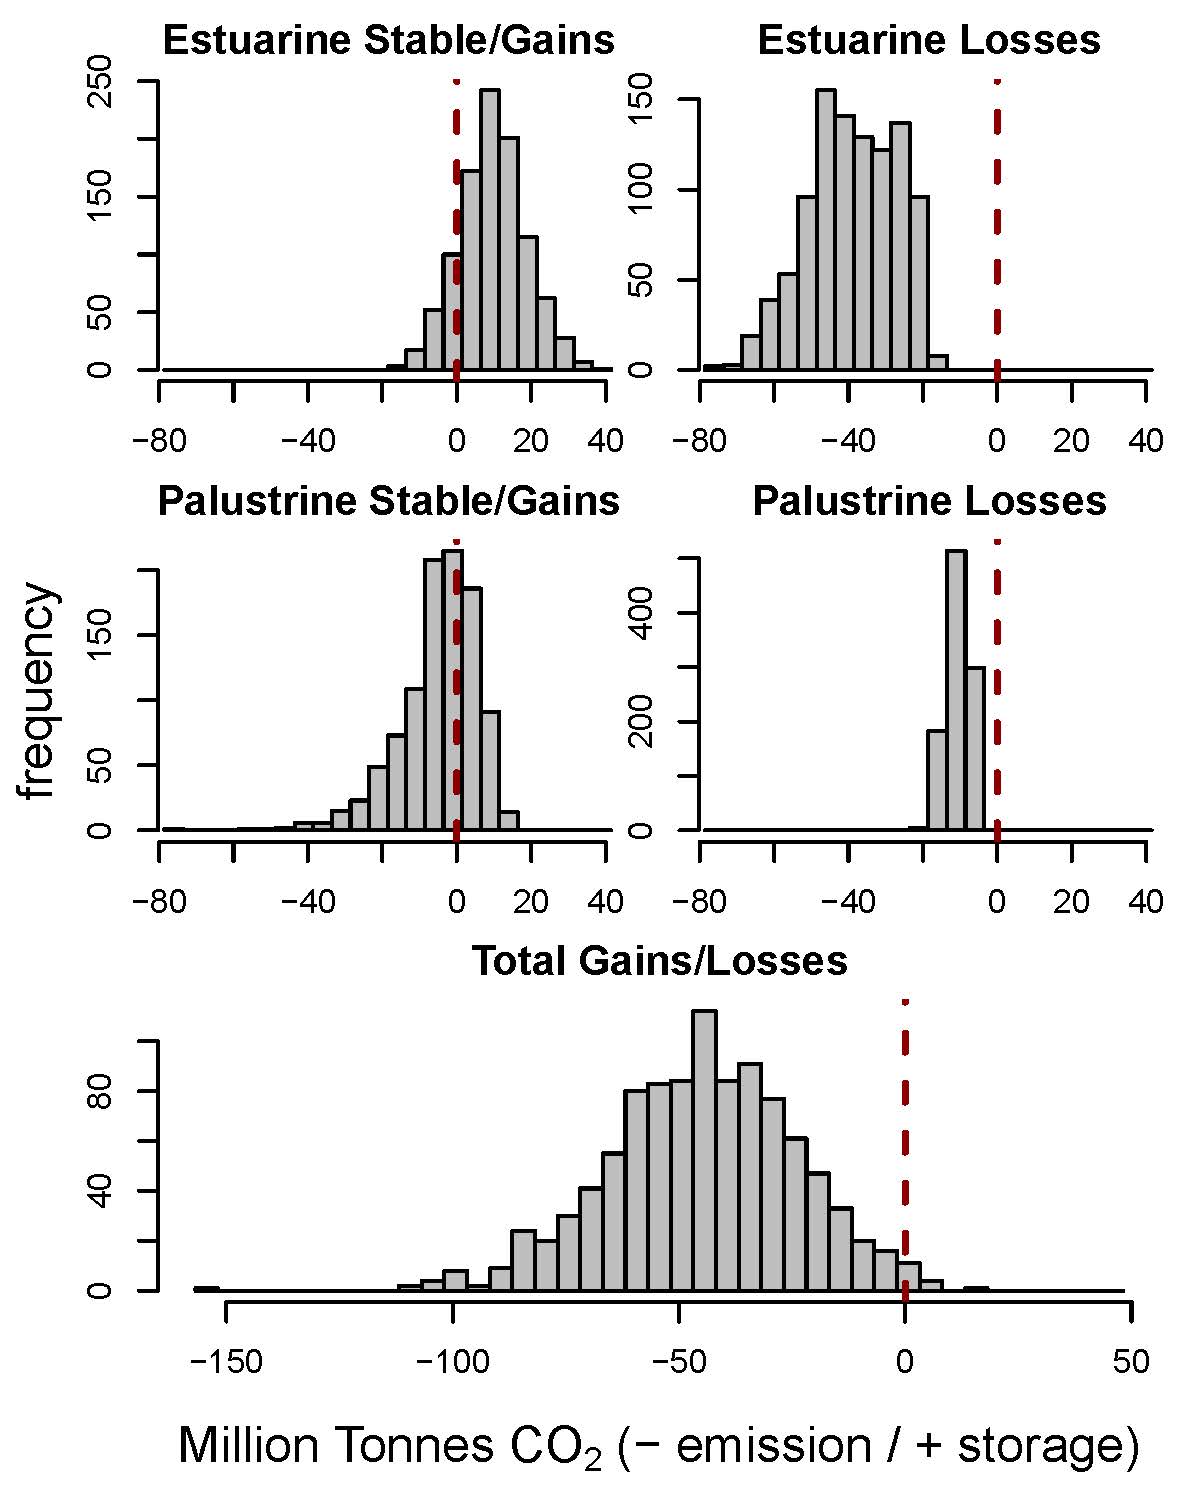 Estuarine Stable/Gains
Estuarine Losses
250
150
50
0
150
100
50
0
−80 −40 0 20 40
−80 −40 0 20 40
Palustrine Stable/Gains
Palustrine Losses
150
50
0
400
200
0
−80 −40 0 20 40
−80 −40 0 20 40
frequency
Total Gains/Losses
80
40
0
−150 −100 −50 0 50
Million Tonnes CO₂ (− emission / + storage)